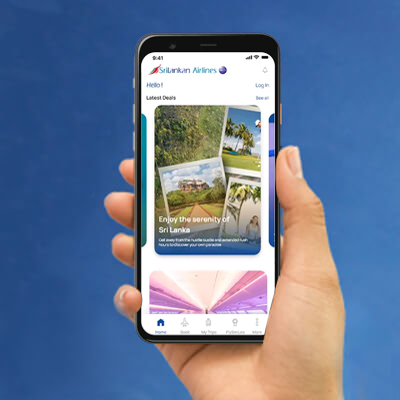 9:41
SriLankan Airlines
Hello!
Log In
Latest Deals
See all
Enjoy the serenity of
Sri Lanka
Get away from the hustle bustle and extended rush
hours to discover your own paradise
Home
Book
My Trips
FlySmiLes
More